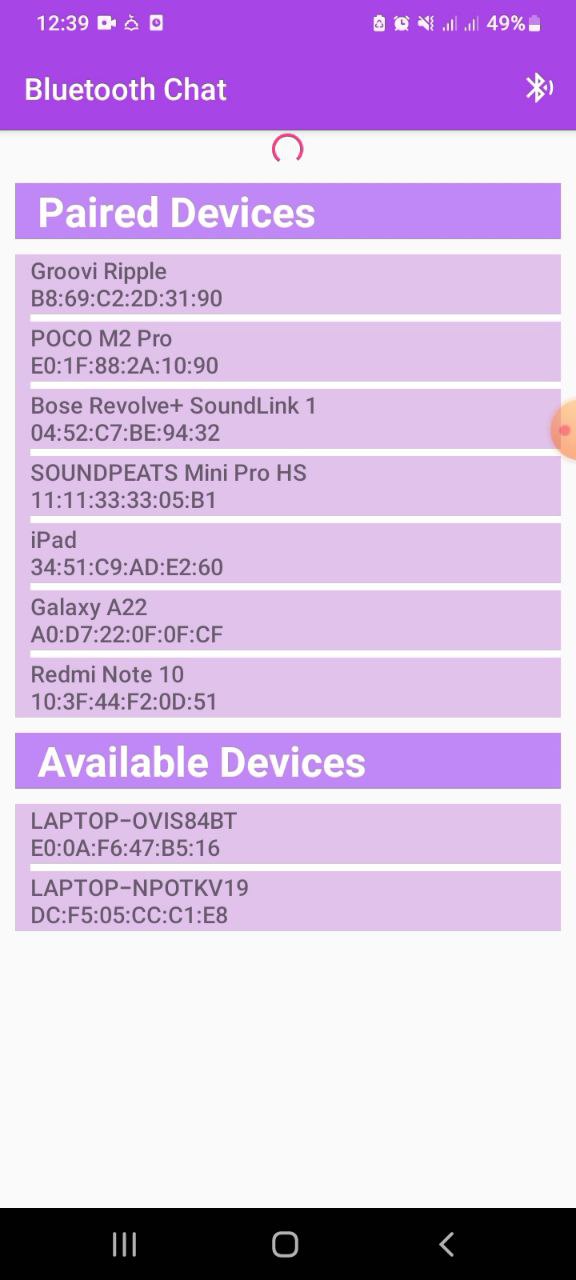 12:39
49%
Bluetooth Chat
Paired Devices
Groovi Ripple
B8:69:C2:2D:31:90
POCO M2 Pro
E0:1F:88:2A:10:90
Bose Revolve+ SoundLink 1
04:52:C7:BE:94:32
SOUNDPEATS Mini Pro HS
11:11:33:33:05:B1
iPad
34:51:C9:AD:E2:60
Galaxy A22
A0:D7:22:0F:0F:CF
Redmi Note 10
10:3F:44:F2:0D:51
Available Devices
LAPTOP-OVIS84BT
E0:0A:F6:47:B5:16
LAPTOP-NPOTKV19
DC:F5:05:CC:C1:E8